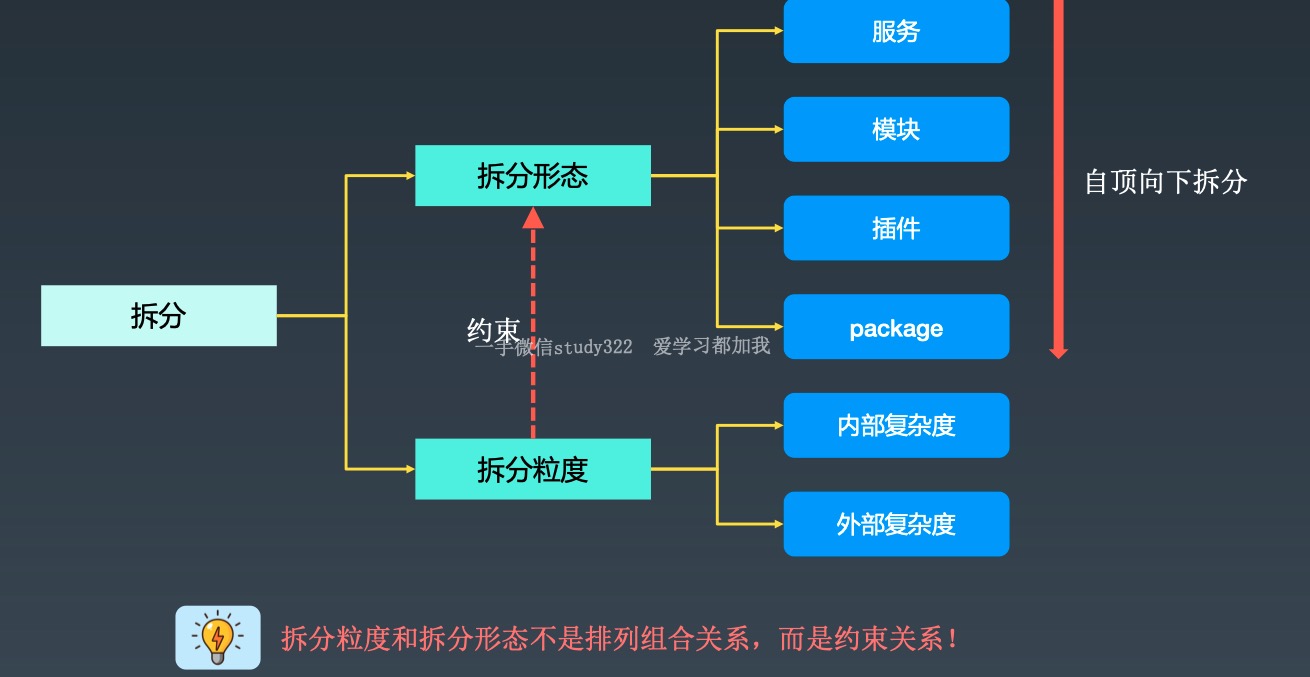 服务
模块
拆分形态
自顶向下拆分
插件
拆分
约束
package
一手微信study322 爱学习都加我
内部复杂度
拆分粒度
外部复杂度
拆分粒度和拆分形态不是排列组合关系，而是约束关系！